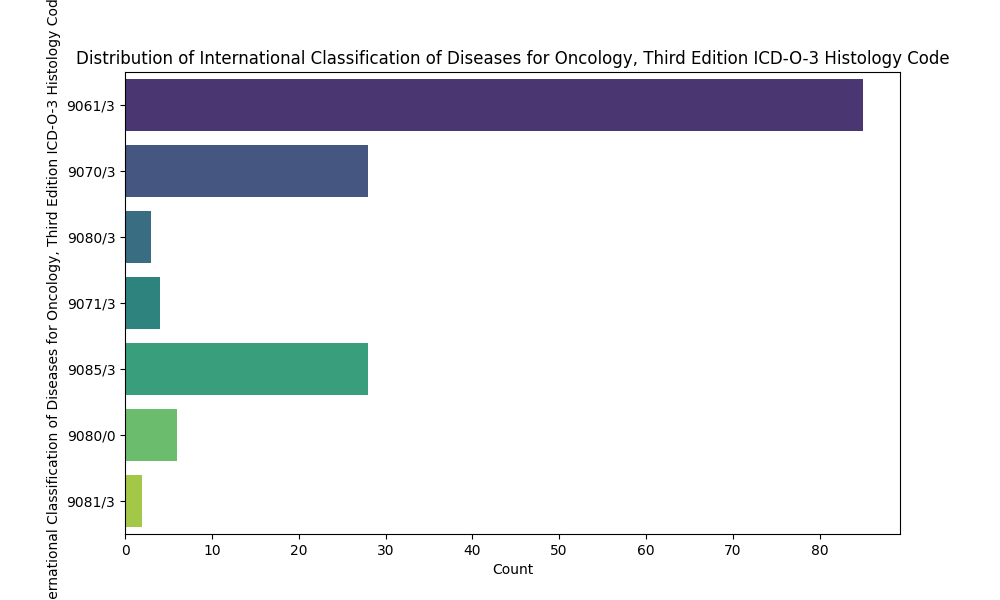 Distribution of International Classification of Diseases for Oncology, Third Edition ICD-O-3 Histology Code
ernational Classification of Diseases for Oncology, Third Edition ICD-O-3 Histology Cod
9061/3
9070/3
9080/3
9071/3
9085/3
9080/0
9081/3
0 10 20 30 40 50 60 70 80
Count